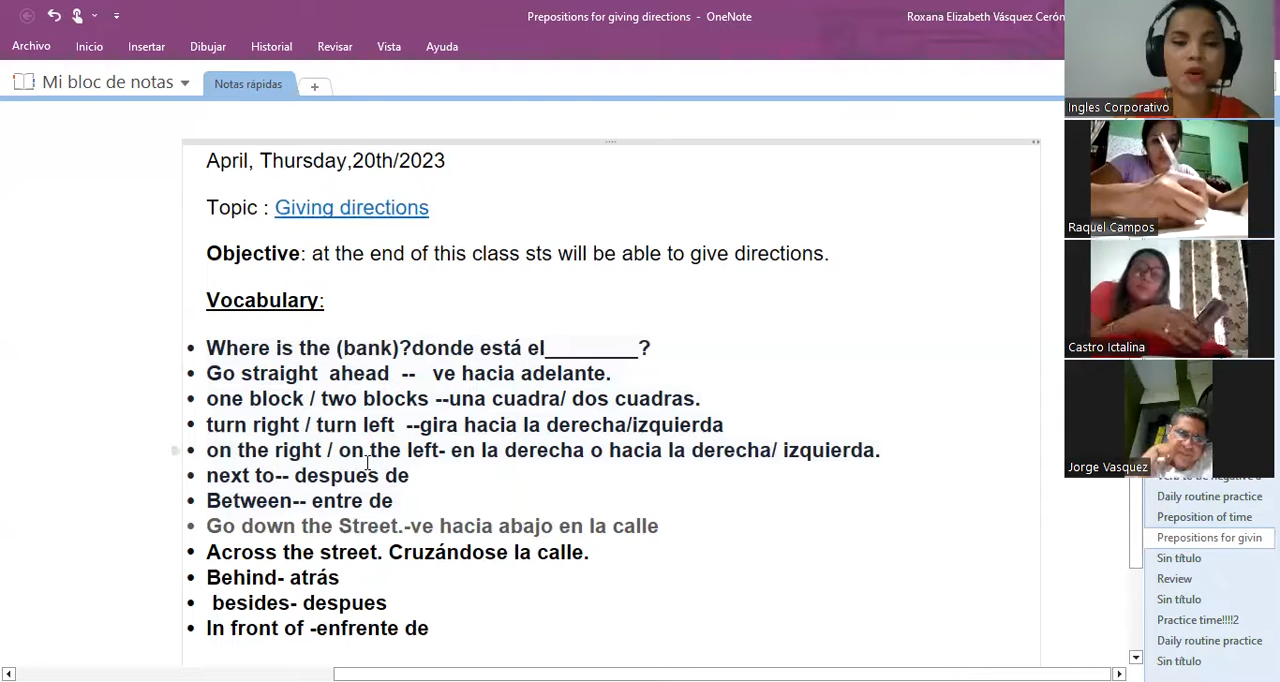 Prepositions for giving directions - OneNote
Roxana Elizabeth Vásquez Cerón
Archivo Inicio Insertar Dibujar Historial Revisar Vista Ayuda
Mi bloc de notas Notas rápidas +
April, Thursday,20th/2023
Topic : Giving directions
Objective: at the end of this class sts will be able to give directions.
Vocabulary:
• Where is the (bank)?donde está el________?
• Go straight ahead -- ve hacia adelante.
• one block / two blocks --una cuadra/ dos cuadras.
• turn right / turn left --gira hacia la derecha/izquierda
• on the right / on the left- en la derecha o hacia la derecha/ izquierda.
• next to-- despues de
• Between-- entre de
• Go down the Street.-ve hacia abajo en la calle
• Across the street. Cruzándose la calle.
• Behind- atrás
• besides- despues
• In front of -enfrente de
Ingles Corporativo
Raquel Campos
Castro Ictalina
Jorge Vasquez
Daily routine practice
Preposition of time
Prepositions for givin
Sin título
Review
Sin título
Practice time!!!!2
Daily routine practice
Sin título